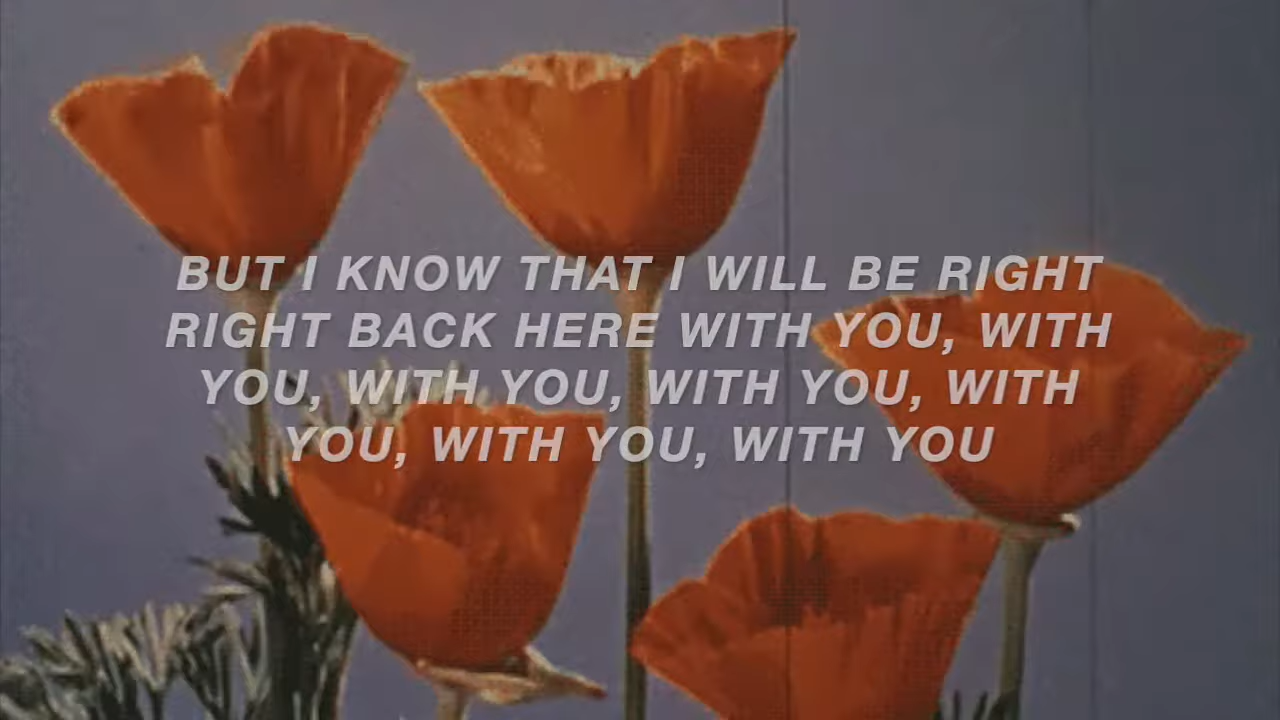 BUT I KNOW THAT I WILL BE RIGHT
RIGHT BACK HERE WITH YOU, WITH
YOU, WITH YOU, WITH YOU, WITH
YOU, WITH YOU, WITH YOU